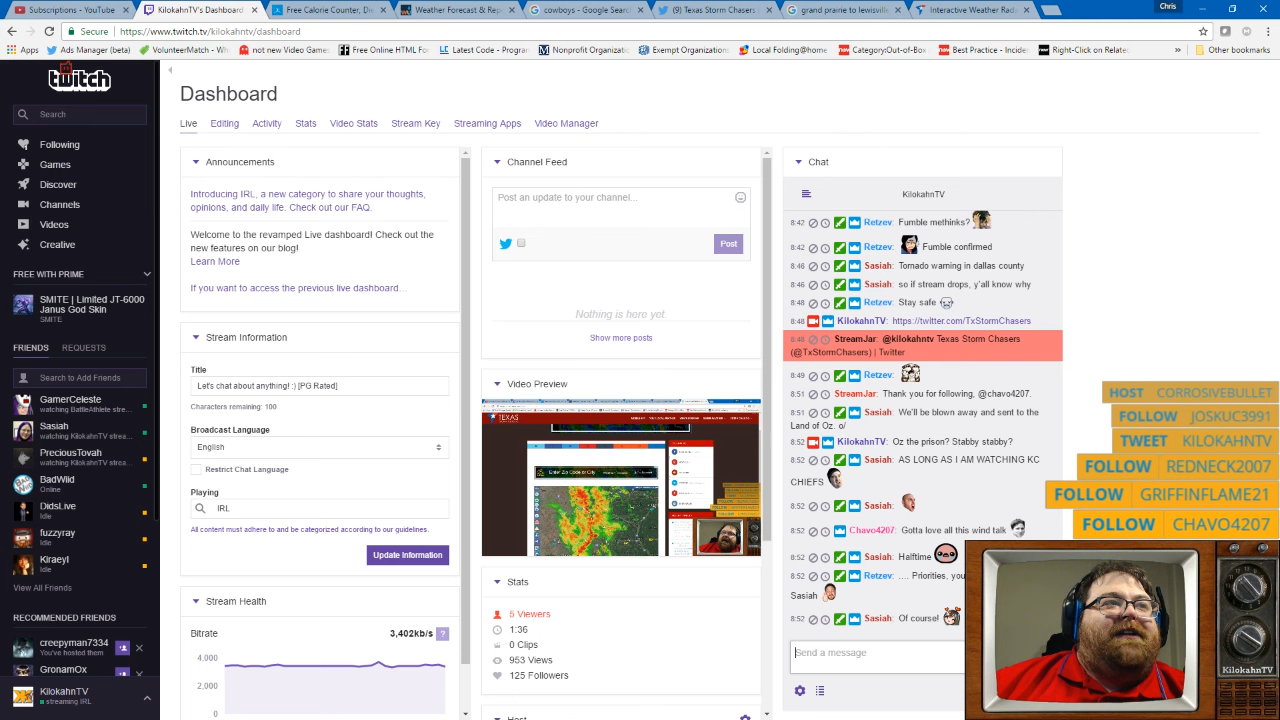 Chris
Subscriptions - YouTube
KilokahnTV's Dashboard
Free Calorie Counter, Die
Weather Forecast & Rep
cowboys - Google Search
(9) Texas Storm Chasers
grand prairie to lewisville
Interactive Weather Rada
Secure
https://www.twitch.tv/kilokahntv/dashboard
Apps
Ads Manager (beta)
VolunteerMatch - Wh
not new Video Games
Free Online HTML For
Latest Code - Program
Nonprofit Organizatio
Exempt Organizations
Local Folding@home
CategoryOut-of-Box
Best Practice - Inciden
Right-Click on Relate
Other bookmarks
twitch
Search
Following
Games
Discover
Channels
Videos
Creative
FREE WITH PRIME
SMITE | Limited JT-6000
Janus God Skin
SMITE
FRIENDS REQUESTS
Search to Add Friends
GamerCeleste
watching BattleAthlete stre...
Sasiah
watching KilokahnTV strea...
PreciousTovah
watching KilokahnTV strea...
BadWild
Online
DidsLive
Idle
fuzzyray
Idle
Kiraeyl
Idle
View All Friends
RECOMMENDED FRIENDS
creepyman7334
You've hosted them
GronamOx
KilokahnTV
streaming IRL
Dashboard
Live Editing Activity Stats Video Stats Stream Key Streaming Apps Video Manager
Announcements
Introducing IRL, a new category to share your thoughts,
opinions, and daily life. Check out our FAQ.
Welcome to the revamped Live dashboard! Check out the
new features on our blog!
Learn More
If you want to access the previous live dashboard...
Stream Information
Title
Let's chat about anything! :) [PG Rated]
Characters remaining: 100
Broadcast Language
English
Restrict Chat Language
Playing
IRL
All content must adhere to and be categorized according to our guidelines.
Update Information
Stream Health
Bitrate 3,402kb/s ?
4,000
2,000
0
Channel Feed
Post an update to your channel...
Post
Nothing is here yet.
Show more posts
Video Preview
TEXAS
Enter Zip Code or City
Stats
5 Viewers
1:36
0 Clips
953 Views
125 Followers
Host
Chat
KilokahnTV
8:42 Retzev: Fumble methinks?
8:42 Retzev: Fumble confirmed
8:46 Sasiah: Tornado warning in dallas county
8:46 Sasiah: so if stream drops, y'all know why
8:48 Retzev: Stay safe
8:48 KilokahnTV: https://twitter.com/TxStormChasers
8:48 StreamJar: @kilokahntv Texas Storm Chasers
(@TxStormChasers) | Twitter
8:49 Retzev:
8:51 StreamJar: Thank you for following, @chavo4207.
8:51 Sasiah: We'll be blown away and sent to the
Land of Oz. o/
8:52 KilokahnTV: Oz the prison? Stabby stabby?
8:52 Sasiah: AS LONG AS I AM WATCHING KC
CHIEFS
8:52 Sasiah:
8:52 Chavo4207: Gotta love all this wind talk
8:52 Sasiah: Halftime
8:52 Retzev: .... Priorities, you
Sasiah
8:52 Sasiah: Of course!
Send a message
HOST CORROSIVEBULLET
FOLLOW JOSKUC3991
TWEET KILOKAHNTV
FOLLOW REDNECK2007
FOLLOW GRIFFINFLAME21
FOLLOW CHAVO4207
KilokahnTV